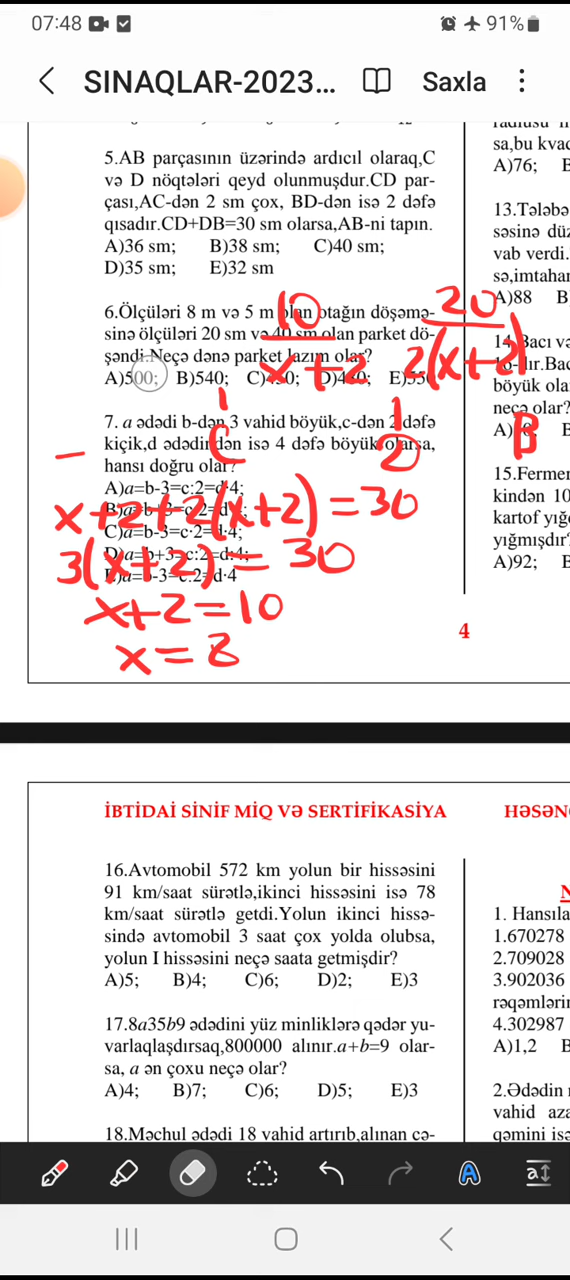 07:48
91%
SINAQLAR-2023...
Saxla
5.AB parçasının üzərində ardıcıl olaraq,C
və D nöqtələri qeyd olunmuşdur.CD par-
çası,AC-dən 2 sm çox, BD-dən isə 2 dəfə
qısadır.CD+DB=30 sm olarsa,AB-ni tapın.
A)36 sm; B)38 sm; C)40 sm;
D)35 sm; E)32 sm
6.Ölçüləri 8 m və 5 m olan otağın döşəmə-
sinə ölçüləri 20 sm və 40 sm olan parket dö-
şəndi.Neçə dənə parket lazım olar?
A)500; B)540;
10
x+2
20
2(x+2)
7. a ədədi b-dən 3 vahid böyük,c-dən 2 dəfə
kiçik,d ədədindən isə 4 dəfə böyük olarsa,
hansı doğru olar?
A)a=b-3=c:2=d·4;
C)a=b-3=c·2=d·4;
1
C
1
D
B
x+2+2(x+2)=30
3(x+2)=30
x+2=10
x=8
sa,bu kvad
A)76;
13.Tələbə
səsinə düz
vab verdi.
sə,imtahan
A)88 B
14.Bacı və
böyük ola
neçə olar?
15.Fermer
kindən 10
kartof yığ
yığmışdır
A)92; E
4
İBTİDAİ SİNİF MİQ VƏ SERTİFİKASİYA
HƏSƏN
16.Avtomobil 572 km yolun bir hissəsini
91 km/saat sürətlə,ikinci hissəsini isə 78
km/saat sürətlə getdi.Yolun ikinci hissə-
sində avtomobil 3 saat çox yolda olubsa,
yolun I hissəsini neçə saata getmişdir?
A)5; B)4; C)6; D)2; E)3
17.8a35b9 ədədini yüz minliklərə qədər yu-
varlaqlaşdırsaq,800000 alınır.a+b=9 olar-
sa, a ən çoxu neçə olar?
A)4; B)7; C)6; D)5; E)3
18.Məchul ədədi 18 vahid artırıb,alınan cə-
1. Hansıla
1.670278
2.709028
3.902036
rəqəmləri
4.302987
A)1,2
2.Ədədin
vahid aza
qəmini isə
A
a